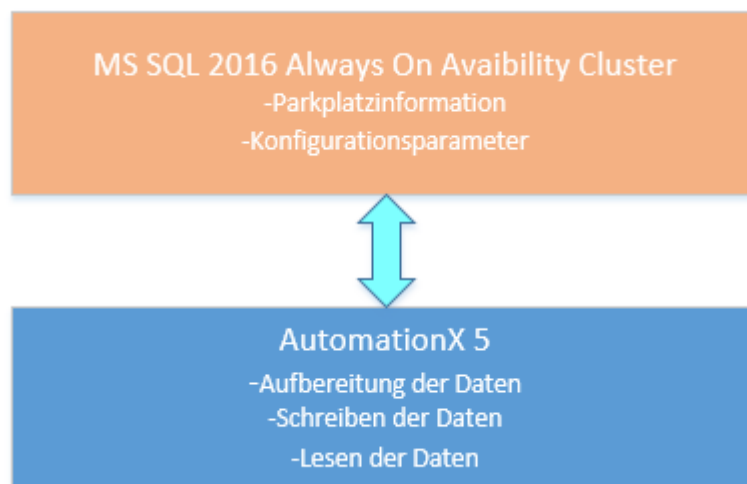 MS SQL 2016 Always On Avaibility Cluster
-Parkplatzinformation
-Konfigurationsparameter
AutomationX 5
-Aufbereitung der Daten
-Schreiben der Daten
-Lesen der Daten